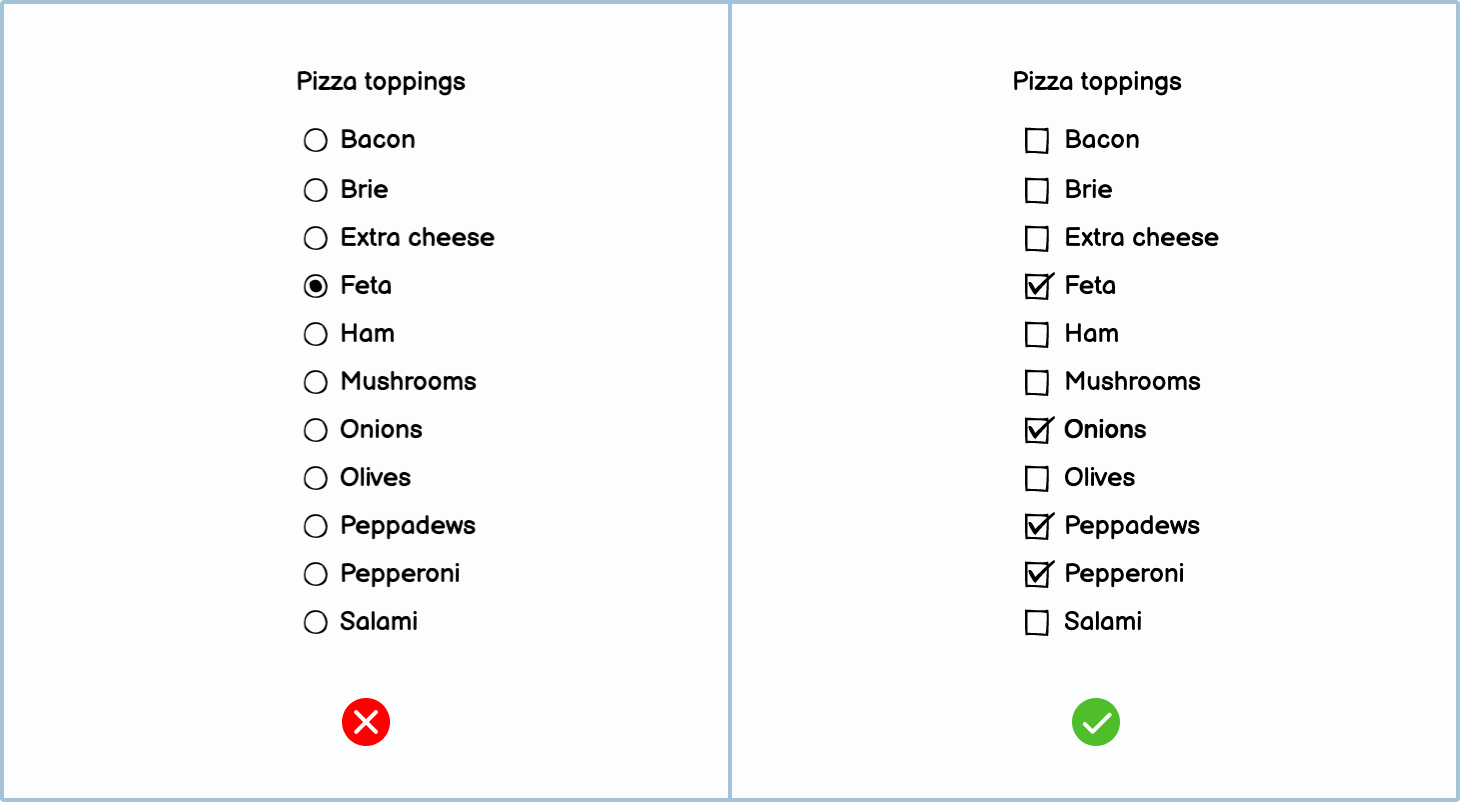 Pizza toppings
Bacon
Brie
Extra cheese
Feta
Ham
Mushrooms
Onions
Olives
Peppadews
Pepperoni
Salami
Pizza toppings
Bacon
Brie
Extra cheese
Feta
Ham
Mushrooms
Onions
Olives
Peppadews
Pepperoni
Salami